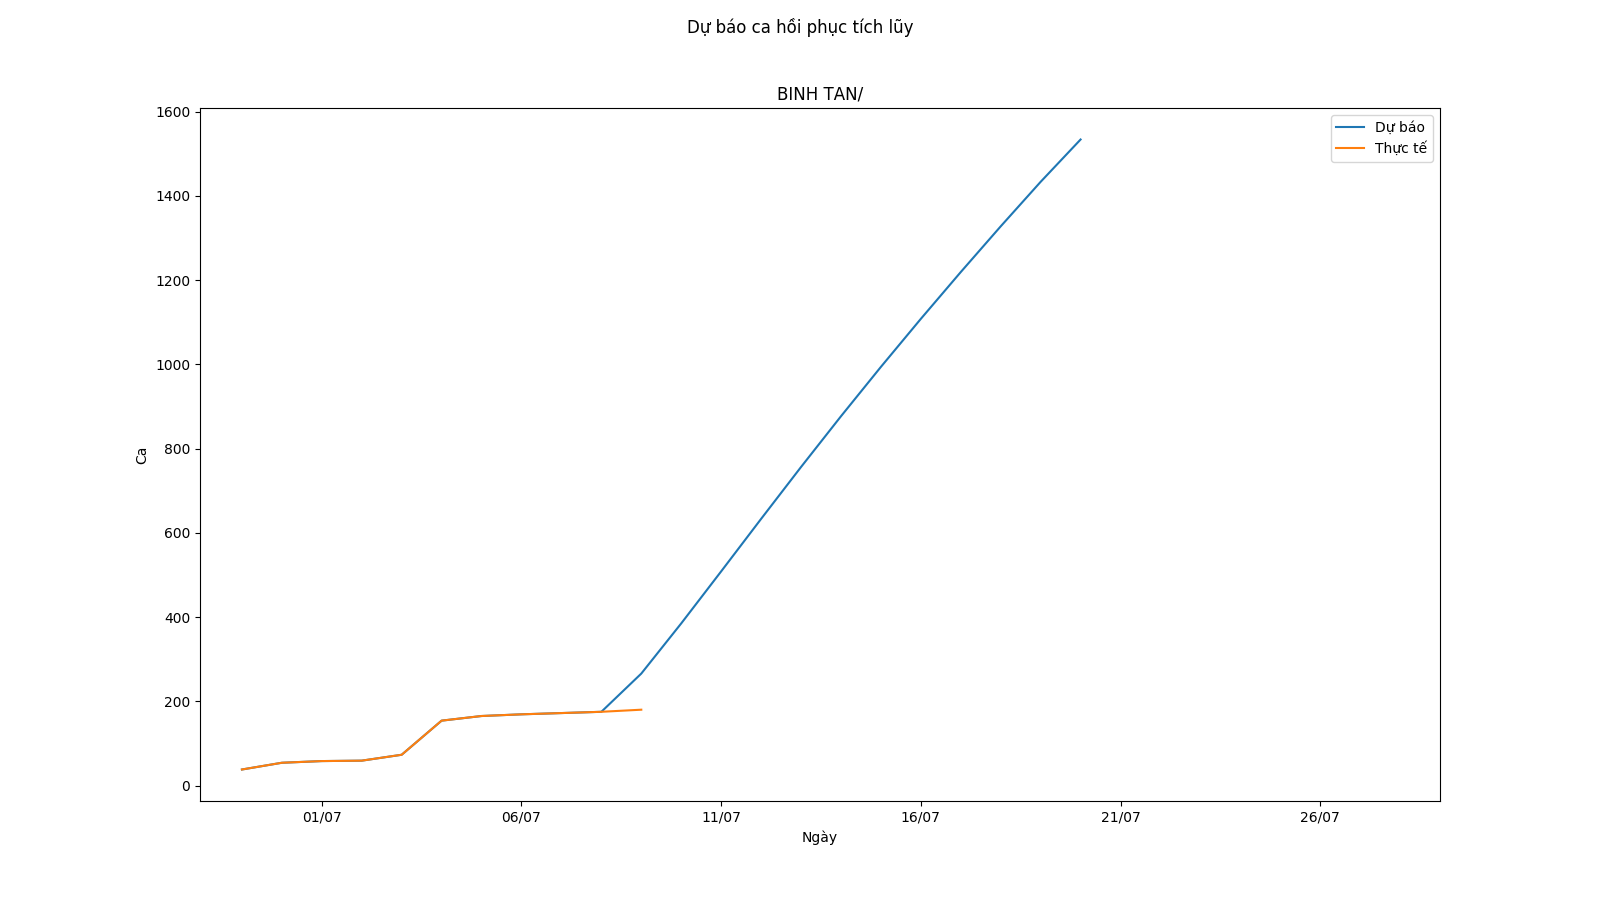 Dự báo ca hồi phục tích lũy
BINH TAN/
1600
1400
1200
1000
800
600
400
200
0
Ca
Dự báo
Thực tế
01/07 06/07 11/07 16/07 21/07 26/07
Ngày